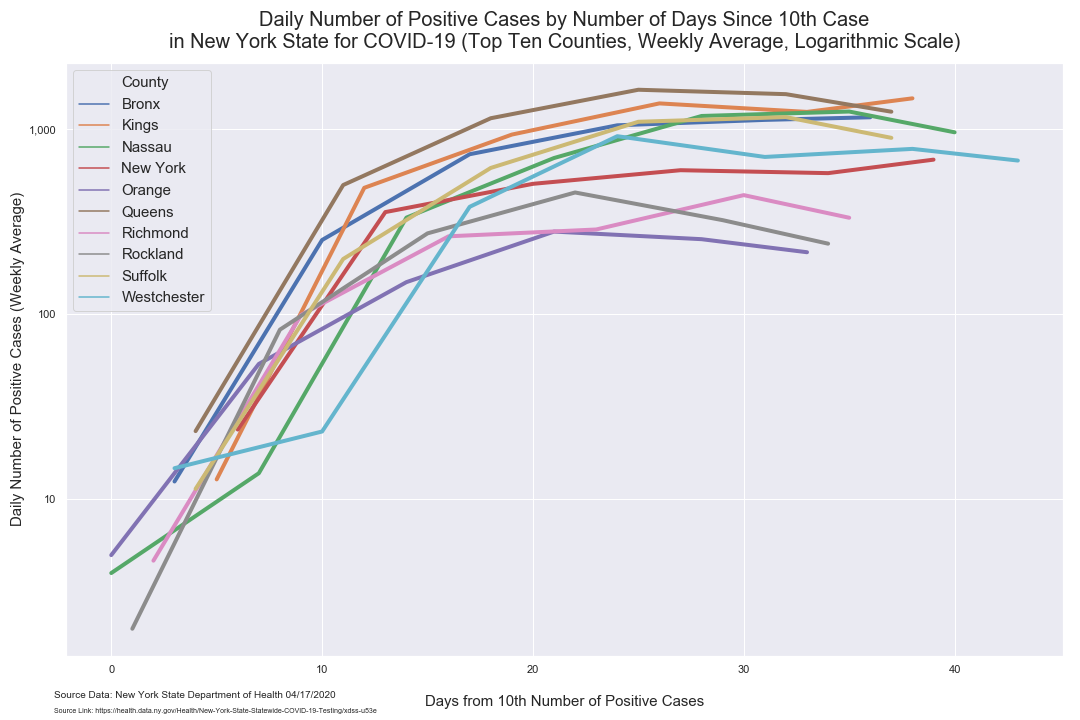 Daily Number of Positive Cases by Number of Days Since 10th Case
in New York State for COVID-19 (Top Ten Counties, Weekly Average, Logarithmic Scale)
County
Bronx
Kings
Nassau
New York
Orange
Queens
Richmond
Rockland
Suffolk
Westchester
Daily Number of Positive Cases (Weekly Average)
1,000
100
10
0
10
20
30
40
Days from 10th Number of Positive Cases
Source Data: New York State Department of Health 04/17/2020
Source Link: https://health.data.ny.gov/Health/New-York-State-Statewide-COVID-19-Testing/xdss-u53e